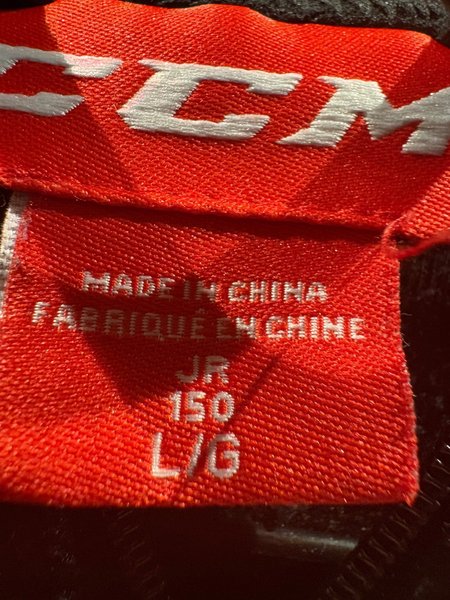 CCM
MADE IN CHINA
FABRIQUÉ EN CHINE
JR
150
L/G